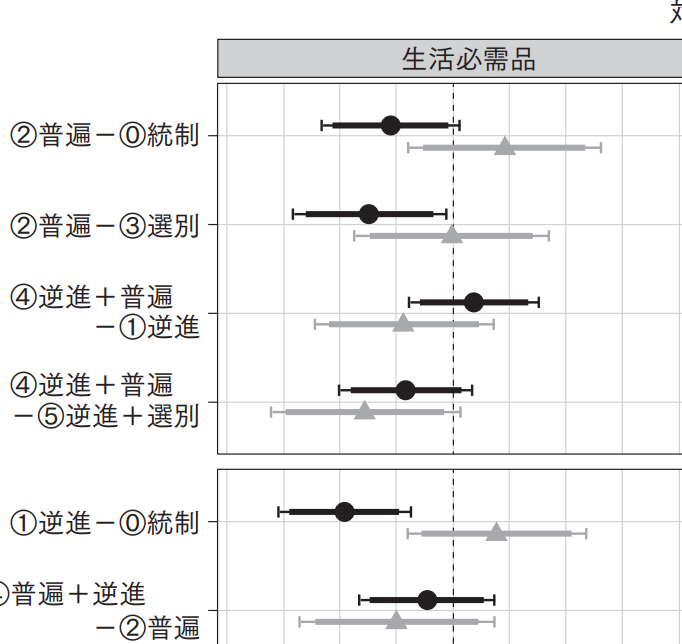 生活必需品
②普遍－⓪統制
②普遍－③選別
④逆進＋普遍
－①逆進
④逆進＋普遍
－⑤逆進＋選別
①逆進－⓪統制
普遍＋逆進
－②普遍